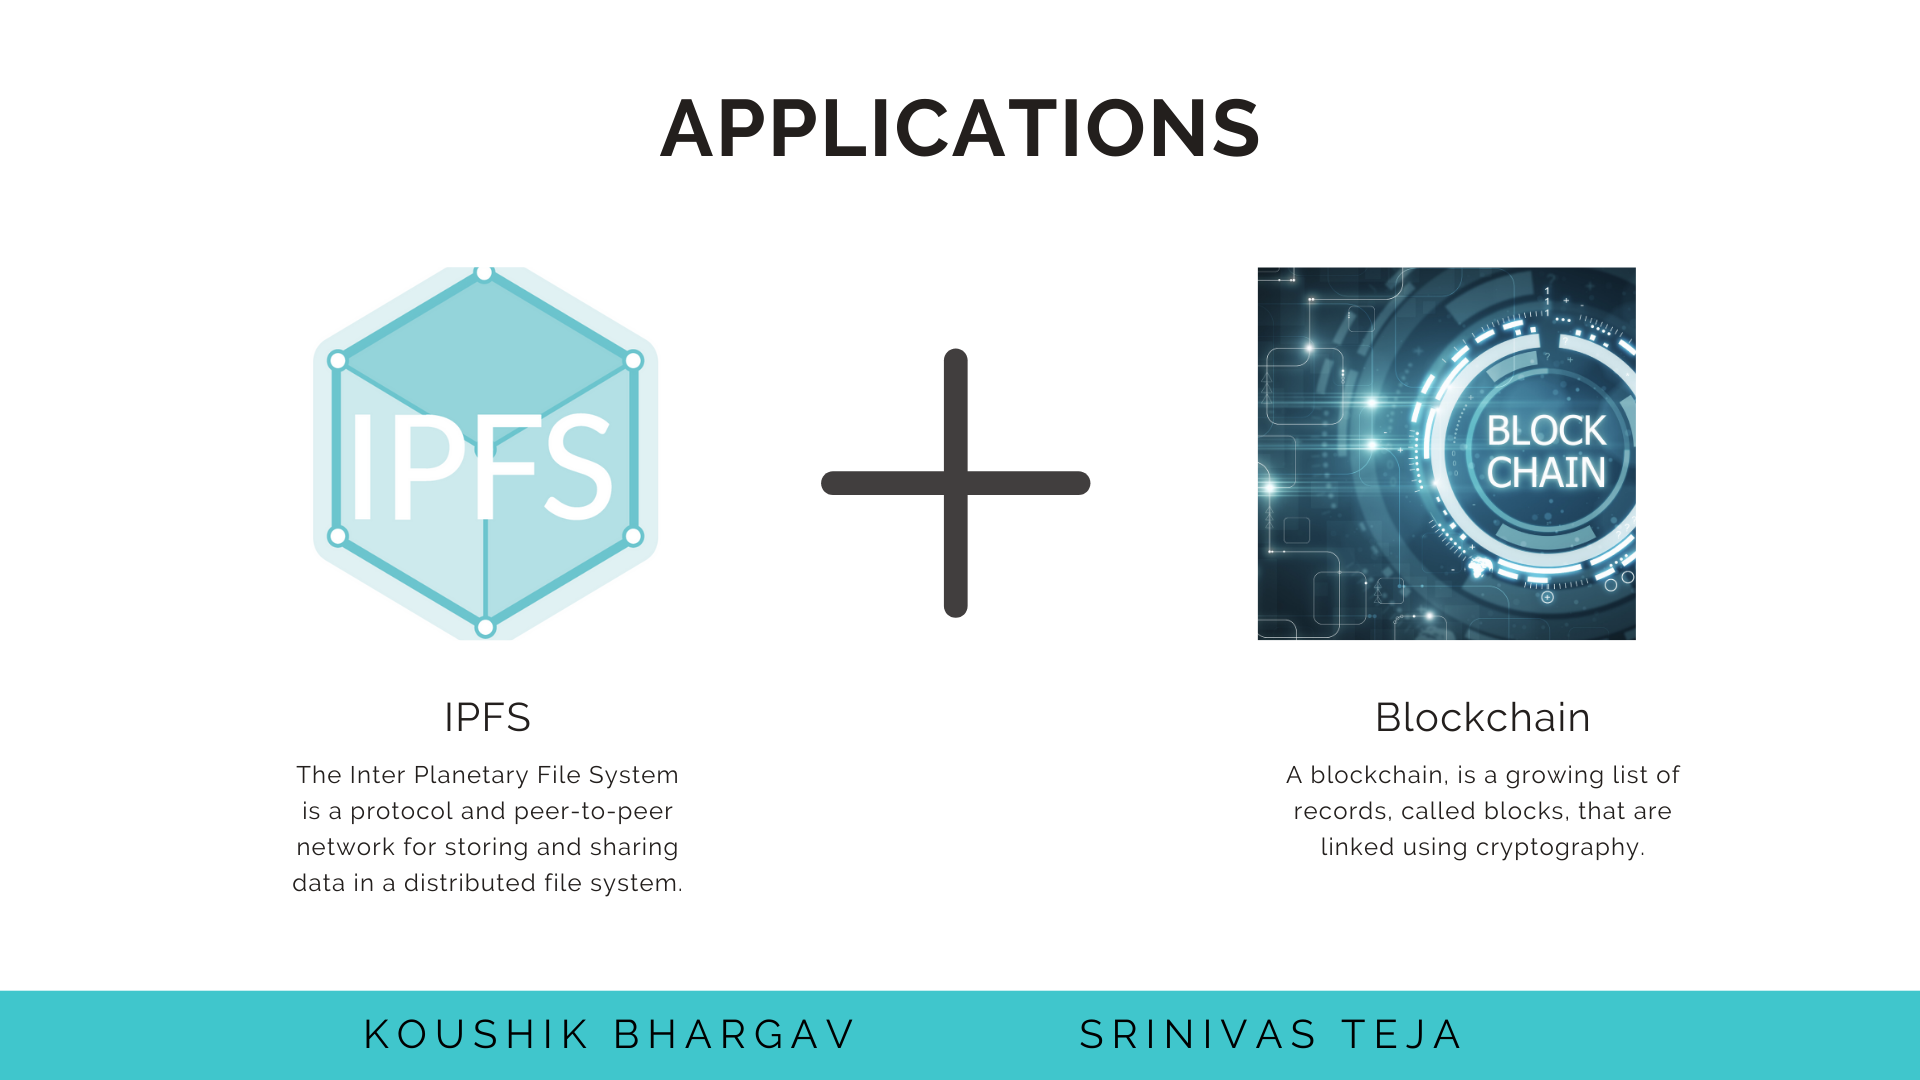 APPLICATIONS
IPFS
BLOCK
CHAIN
IPFS
The Inter Planetary File System
is a protocol and peer-to-peer
network for storing and sharing
data in a distributed file system.
Blockchain
A blockchain, is a growing list of
records, called blocks, that are
linked using cryptography.
KOUSHIK BHARGAV
SRINIVAS TEJA